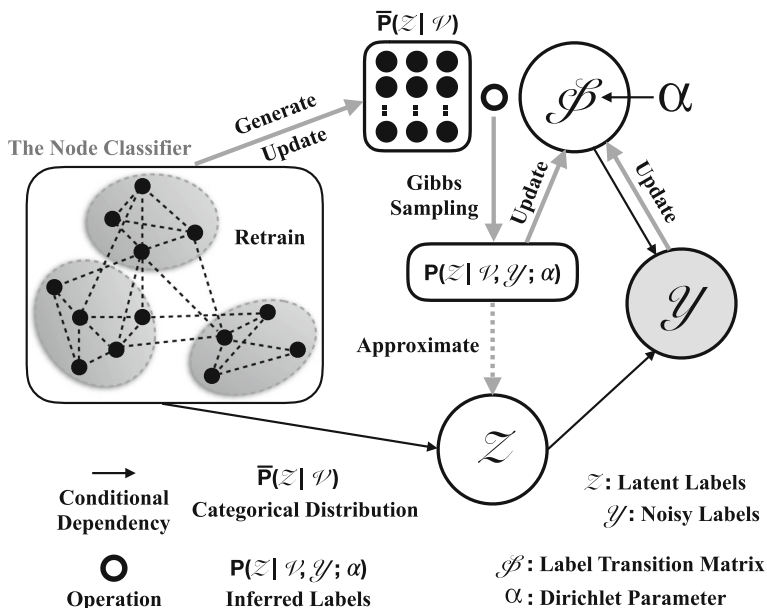 P̅(𝒵 | 𝒱)
Generate
Update
The Node Classifier
𝒫
α
Retrain
Gibbs
Sampling
Update
Update
P(𝒵 | 𝒱, 𝒴; α)
𝒴
Approximate
𝒵
Conditional
Dependency
P̅(𝒵 | 𝒱)
Categorical Distribution
𝒵: Latent Labels
𝒴: Noisy Labels
Operation
P(𝒵 | 𝒱, 𝒴; α)
Inferred Labels
𝒫: Label Transition Matrix
α: Dirichlet Parameter